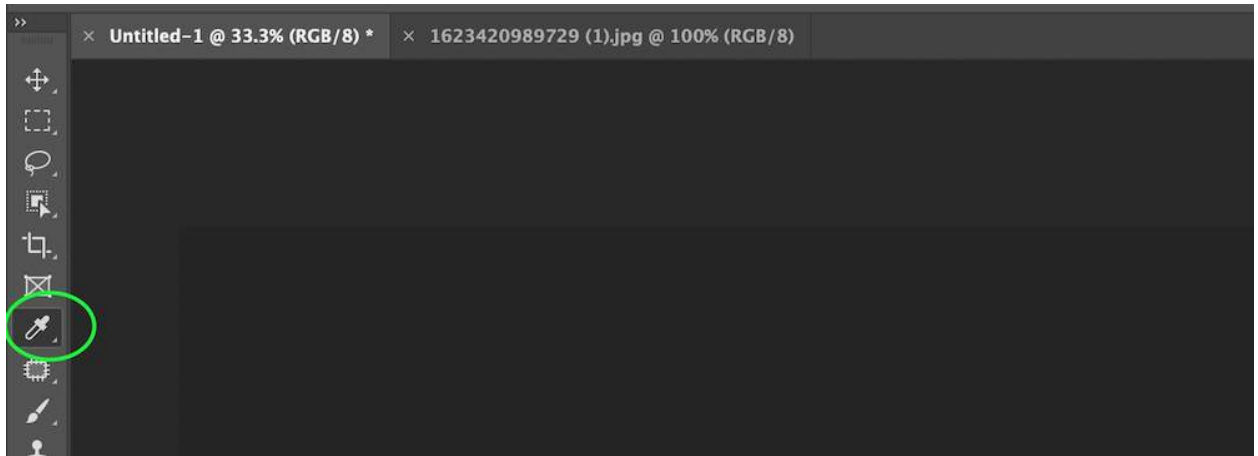 Untitled-1 @ 33.3% (RGB/8) *
1623420989729 (1).jpg @ 100% (RGB/8)